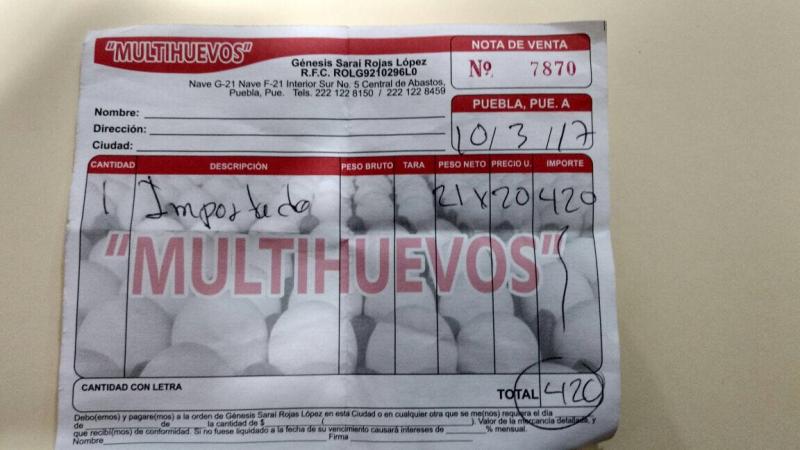 "MULTIHUEVOS"
Génesis Sarai Rojas López
R.F.C. ROLG9210296L0
Nave G-21 Nave F-21 Interior Sur No. 5 Central de Abastos,
Puebla, Pue. Tels. 222 122 8150 / 222 122 8459
NOTA DE VENTA
Nº 7870
Nombre:
Dirección:
Ciudad:
PUEBLA, PUE. A
10/3/17
CANTIDAD DESCRIPCIÓN PESO BRUTO TARA PESO NETO PRECIO U. IMPORTE
1 Importado 21 x 20 420
"MULTIHUEVOS"
CANTIDAD CON LETRA
TOTAL 420
Debo(emos) y pagare(mos) a la orden de Génesis Sarai Rojas López en esta Ciudad o en cualquier otra que se me(nos) requiera el día
de de la cantidad de $ ( ). Valor de la mercancía detallada, y
que recibí(mos) de conformidad. Si no fuese liquidado a la fecha de su vencimiento causará intereses de % mensual.
Nombre Firma